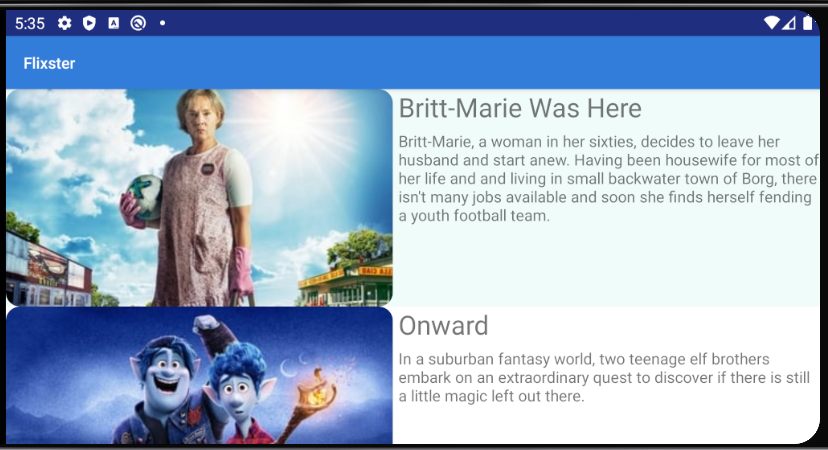 5:35
Flixster
Britt-Marie Was Here
Britt-Marie, a woman in her sixties, decides to leave her
husband and start anew. Having been housewife for most of
her life and and living in small backwater town of Borg, there
isn't many jobs available and soon she finds herself fending
a youth football team.
Onward
In a suburban fantasy world, two teenage elf brothers
embark on an extraordinary quest to discover if there is still
a little magic left out there.